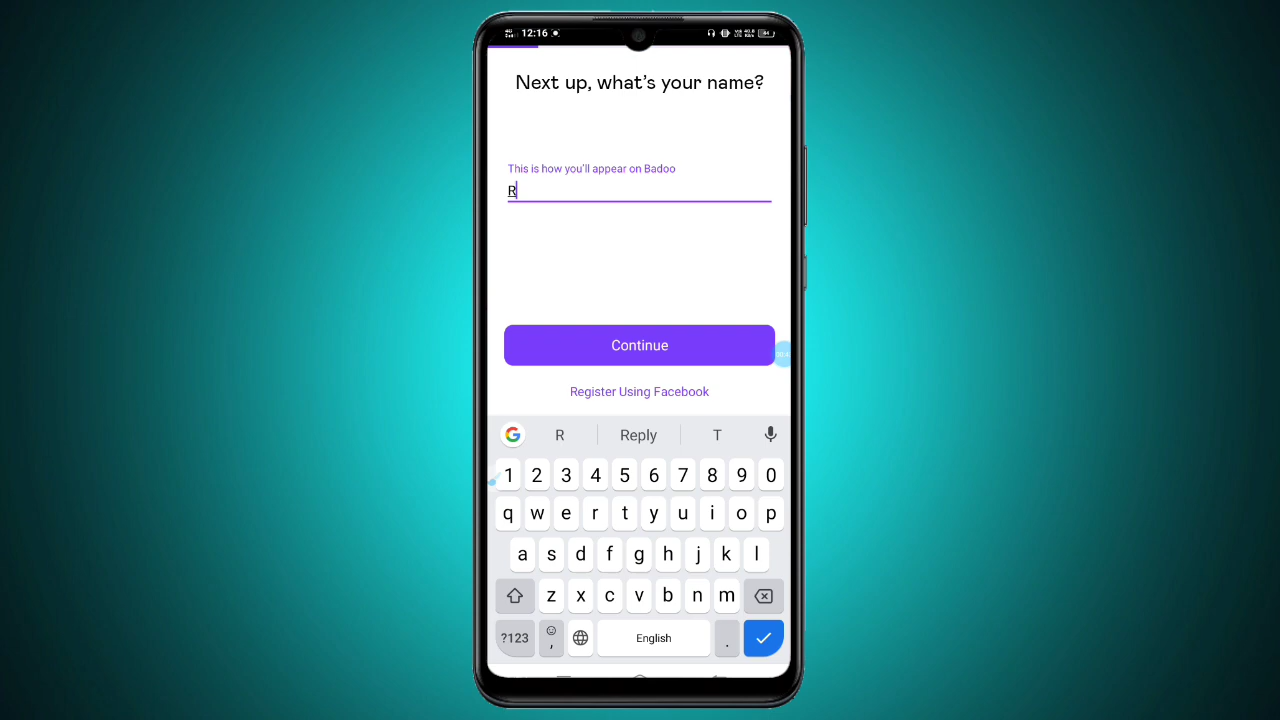 4G 12:16
Next up, what's your name?
This is how you'll appear on Badoo
R
Continue
Register Using Facebook
G R Reply T
1 2 3 4 5 6 7 8 9 0
q w e r t y u i o p
a s d f g h j k l
z x c v b n m
?123 , English .